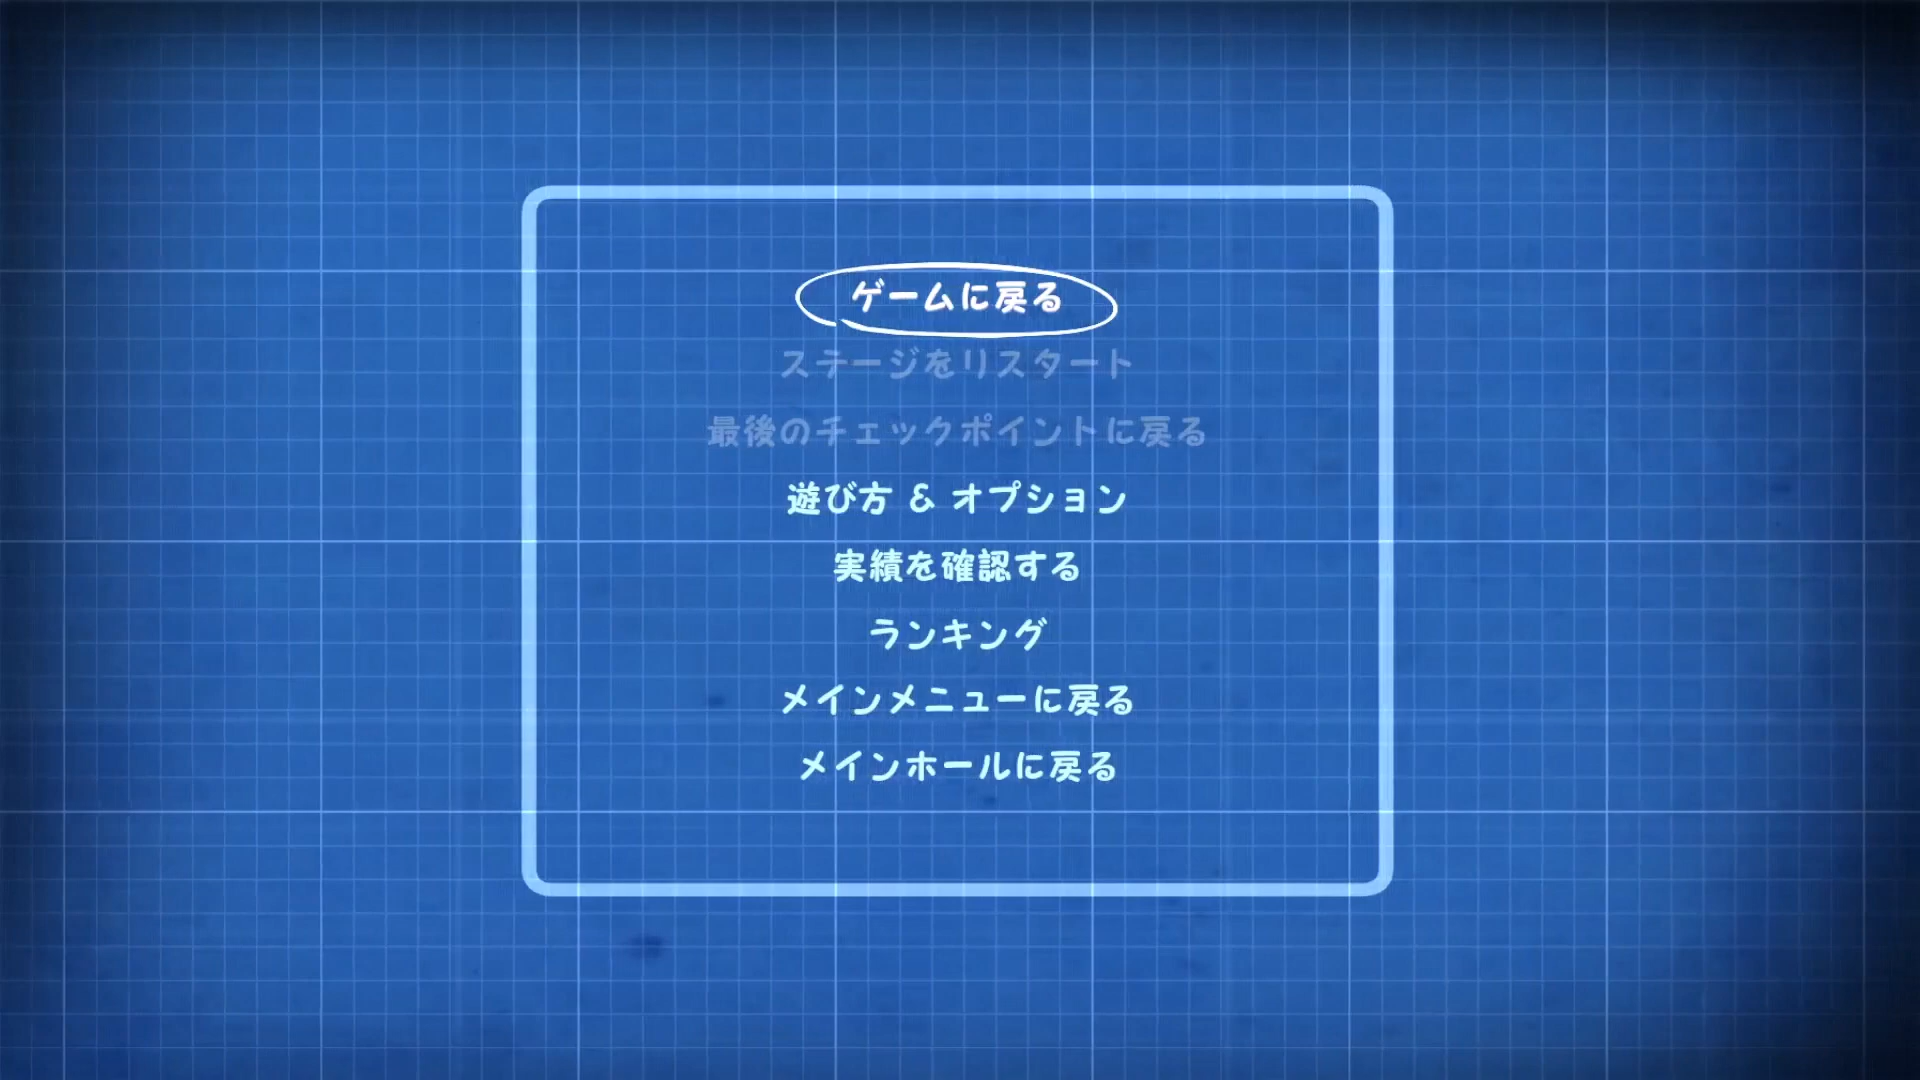 ゲームに戻る
ステージをリスタート
最後のチェックポイントに戻る
遊び方 & オプション
実績を確認する
ランキング
メインメニューに戻る
メインホールに戻る